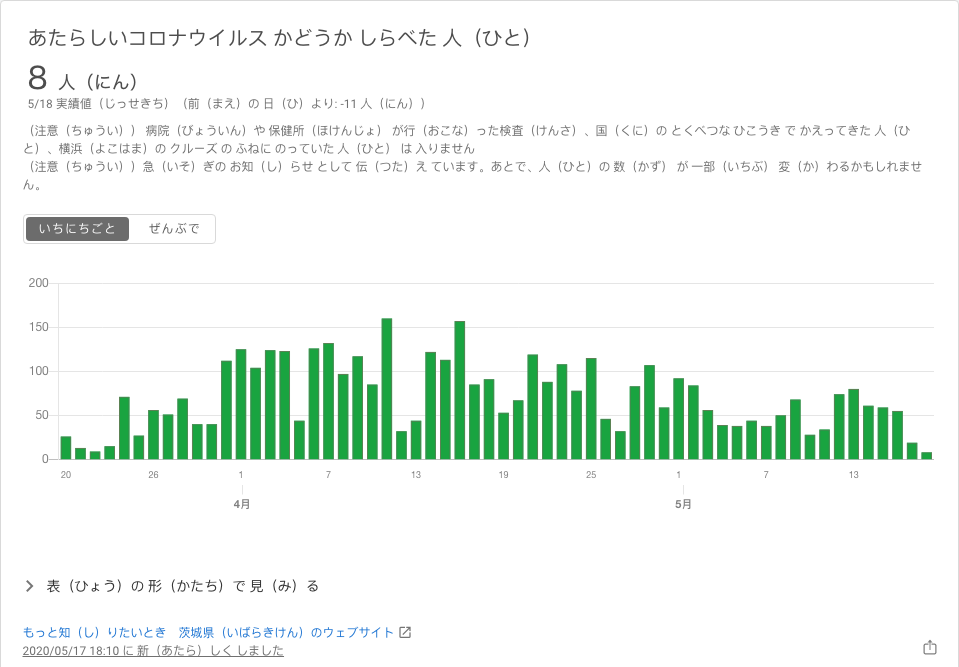 あたらしいコロナウイルス かどうか しらべた 人（ひと）
8 人（にん）
5/18 実績値（じっせきち）（前（まえ）の 日（ひ）より: -11 人（にん））
（注意（ちゅうい）） 病院（びょういん）や 保健所（ほけんじょ） が行（おこな）った検査（けんさ）、国（くに）の とくべつな ひこうき で かえってきた 人（ひ
と）、横浜（よこはま）の クルーズ の ふねに のっていた 人（ひと） は 入りません
（注意（ちゅうい））急（いそ）ぎの お知（し）らせ として 伝（つた）え ています。あとで、人（ひと）の 数（かず） が 一部（いちぶ） 変（か）わるかもしれませ
ん。
いちにちごと ぜんぶで
200
150
100
50
0
20 26 1 7 13 19 25 1 7 13
4月 5月
表（ひょう）の 形（かたち）で 見（み）る
もっと知（し）りたいとき 茨城県（いばらきけん）のウェブサイト
2020/05/17 18:10 に 新（あたら）しく しました